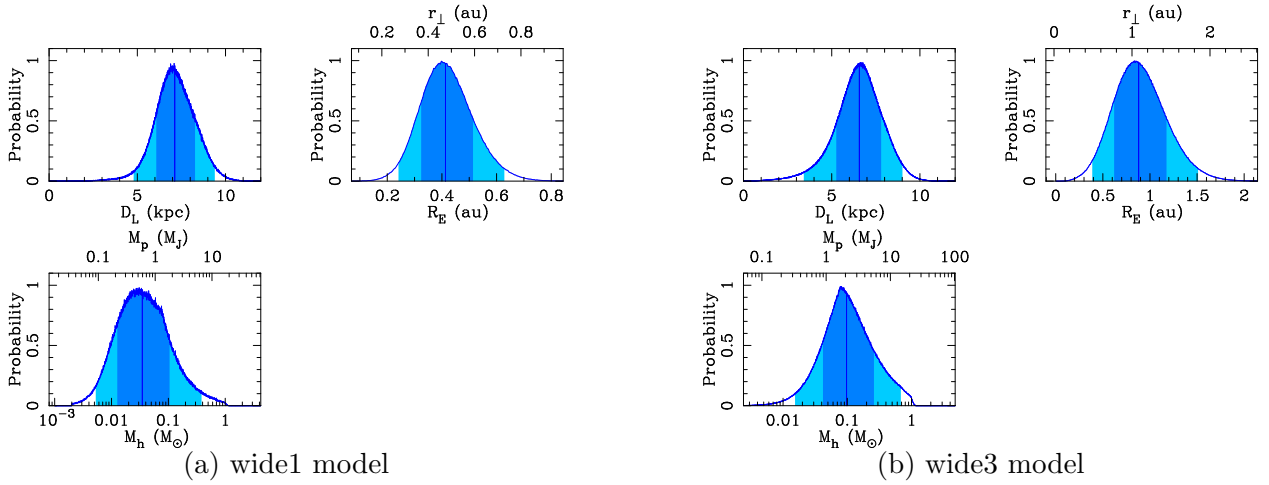 r⊥ (au)
0.2 0.4 0.6 0.8
1
0.5
0
Probability
0 5 10
D_L (kpc)
1
0.5
0
Probability
0.2 0.4 0.6 0.8
R_E (au)
M_p (M_J)
0.1 1 10
1
0.5
0
Probability
10⁻³ 0.01 0.1 1
M_h (M⊙)
(a) wide1 model
r⊥ (au)
0 1 2
1
0.5
0
Probability
0 5 10
D_L (kpc)
1
0.5
0
Probability
0 0.5 1 1.5 2
R_E (au)
M_p (M_J)
0.1 1 10 100
1
0.5
0
Probability
0.01 0.1 1
M_h (M⊙)
(b) wide3 model